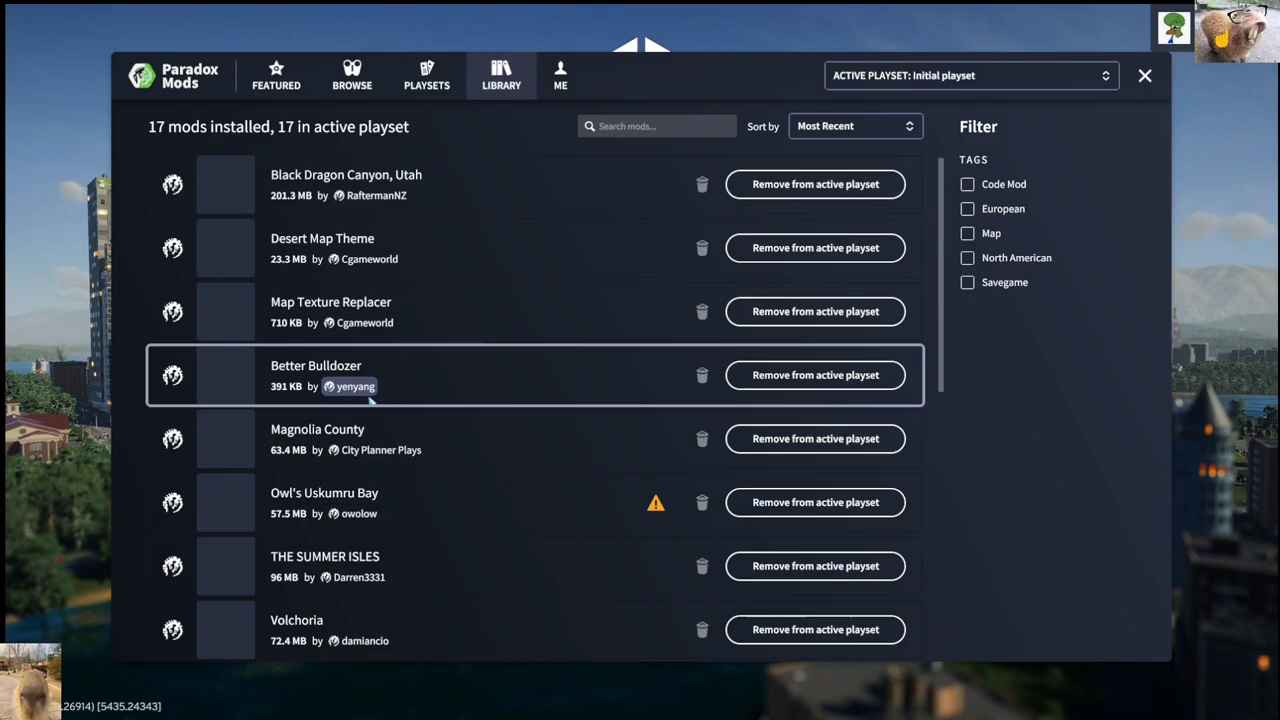 Paradox Mods
FEATURED
BROWSE
PLAYSETS
LIBRARY
ME
ACTIVE PLAYSET: Initial playset
17 mods installed, 17 in active playset
Search mods...
Sort by
Most Recent
Filter
TAGS
Code Mod
European
Map
North American
Savegame
Black Dragon Canyon, Utah
201.3 MB by RaftermanNZ
Remove from active playset
Desert Map Theme
23.3 MB by Cgameworld
Remove from active playset
Map Texture Replacer
710 KB by Cgameworld
Remove from active playset
Better Bulldozer
391 KB by yenyang
Remove from active playset
Magnolia County
63.4 MB by City Planner Plays
Remove from active playset
Owl's Uskumru Bay
57.5 MB by owolow
Remove from active playset
THE SUMMER ISLES
96 MB by Darren3331
Remove from active playset
Volchoria
72.4 MB by damiancio
Remove from active playset
.26914) [5435.24343]